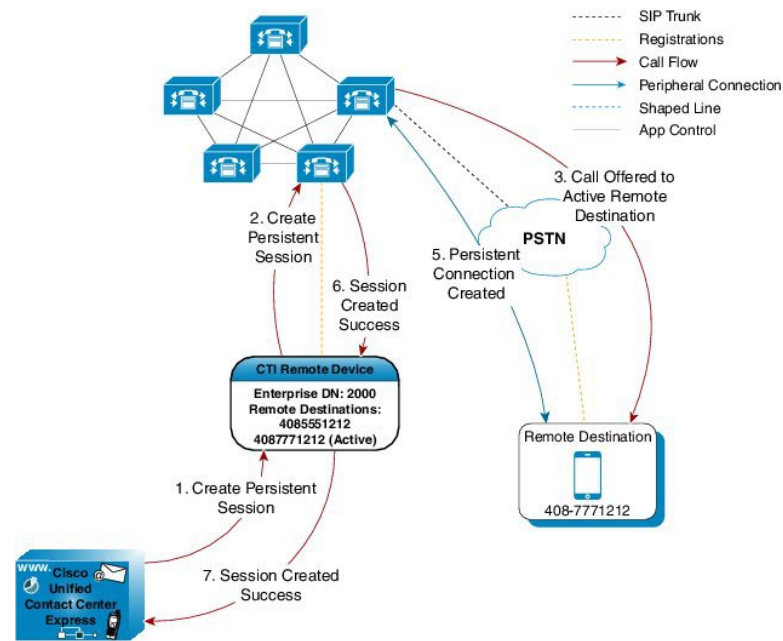 SIP Trunk
Registrations
Call Flow
Peripheral Connection
Shaped Line
App Control
3. Call Offered to
Active Remote
Destination
2. Create
Persistent
Session
PSTN
5. Persistent
Connection
Created
6. Session
Created
Success
CTI Remote Device
Enterprise DN: 2000
Remote Destinations:
4085551212
4087771212 (Active)
Remote Destination
408-7771212
1. Create Persistent
Session
7. Session Created
Success
www.
Cisco
Unified
Contact Center
Express
@